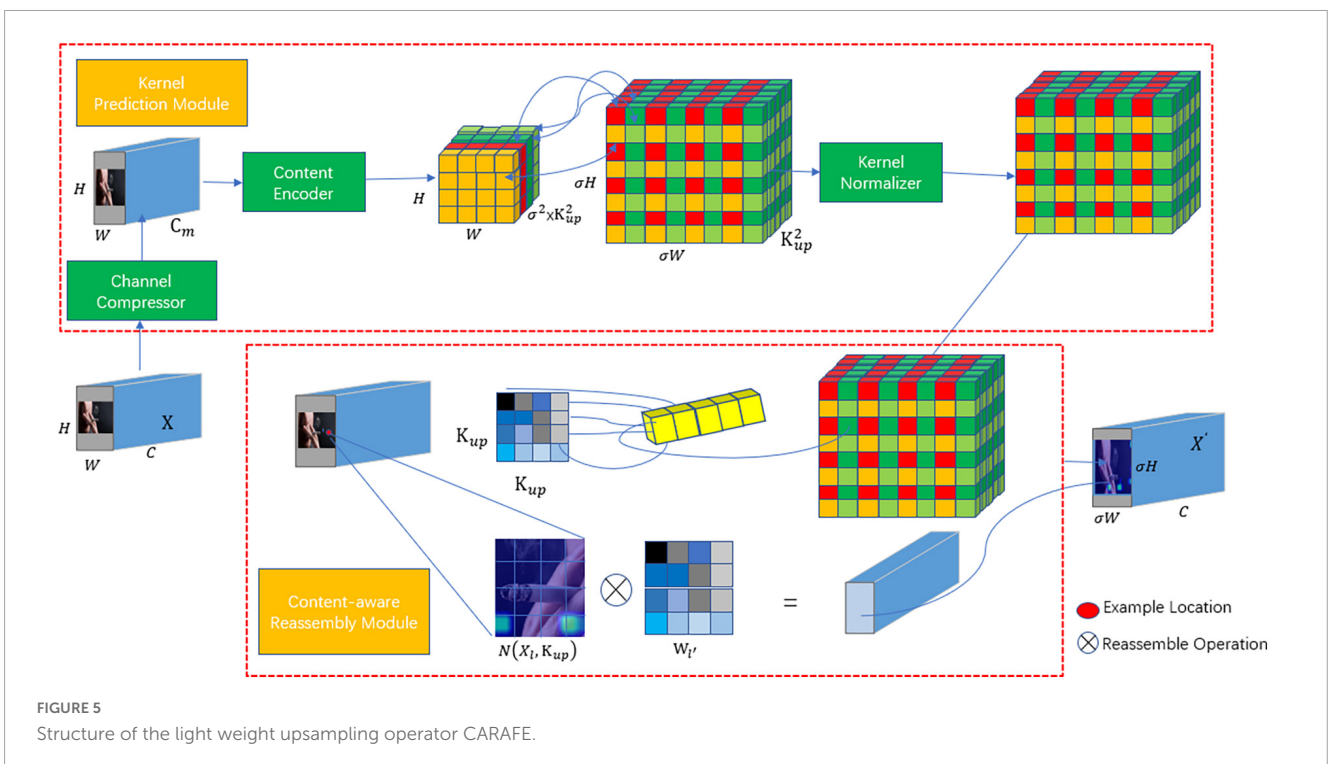 Kernel
Prediction Module
H
W
C_m
Content
Encoder
H
W
σ²xK²_up
σH
σW
K²_up
Kernel
Normalizer
Channel
Compressor
H
W
X
C
K_up
K_up
X‘
σH
σW
C
Content-aware
Reassembly Module
N(X_l, K_up)
W_l′
=
Example Location
Reassemble Operation
FIGURE 5
Structure of the light weight upsampling operator CARAFE.